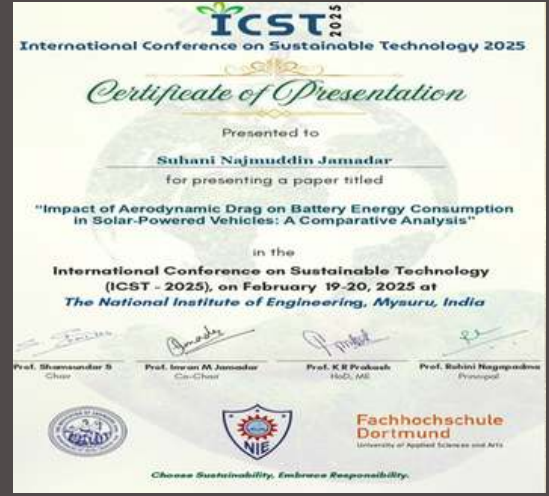 ICST 2025
International Conference on Sustainable Technology 2025
Certificate of Presentation
Presented to
Suhani Najmuddin Jamadar
for presenting a paper titled
"Impact of Aerodynamic Drag on Battery Energy Consumption
in Solar-Powered Vehicles: A Comparative Analysis"
in the
International Conference on Sustainable Technology
(ICST - 2025), on February 19-20, 2025 at
The National Institute of Engineering, Mysuru, India
Prof. Shamsundar S
Chair
Prof. Imran M Jamadar
Co-Chair
Prof. K R Prakash
HoD, ME
Prof. Rohini Nagapadma
Principal
NIE
Fachhochschule
Dortmund
University of Applied Sciences and Arts
Choose Sustainability, Embrace Responsibility.